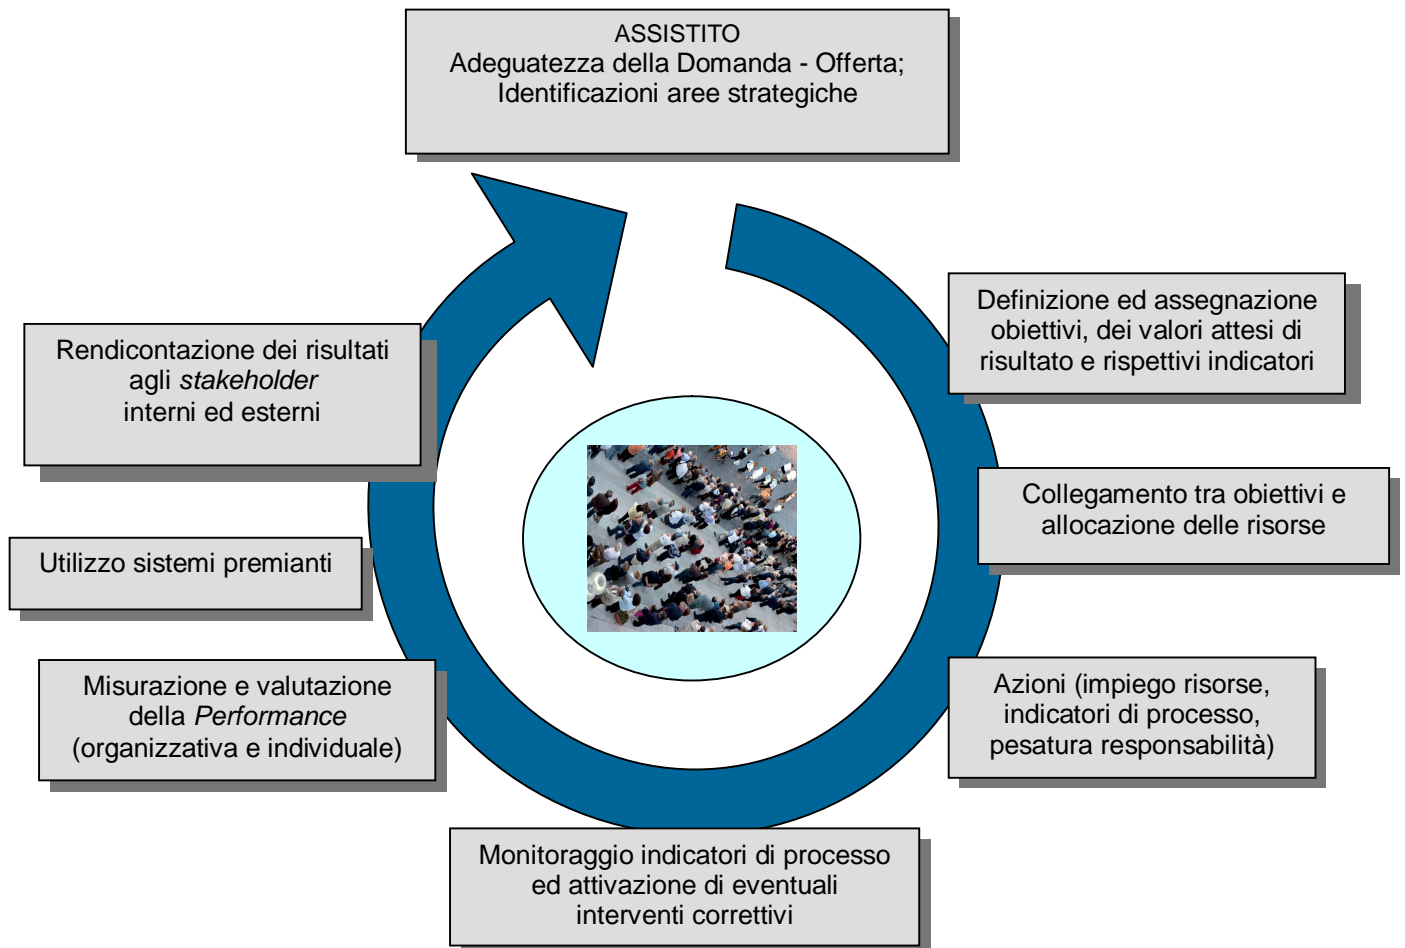 ASSISTITO
Adeguatezza della Domanda - Offerta;
Identificazioni aree strategiche
Definizione ed assegnazione
obiettivi, dei valori attesi di
risultato e rispettivi indicatori
Collegamento tra obiettivi e
allocazione delle risorse
Azioni (impiego risorse,
indicatori di processo,
pesatura responsabilità)
Monitoraggio indicatori di processo
ed attivazione di eventuali
interventi correttivi
Misurazione e valutazione
della Performance
(organizzativa e individuale)
Utilizzo sistemi premianti
Rendicontazione dei risultati
agli stakeholder
interni ed esterni